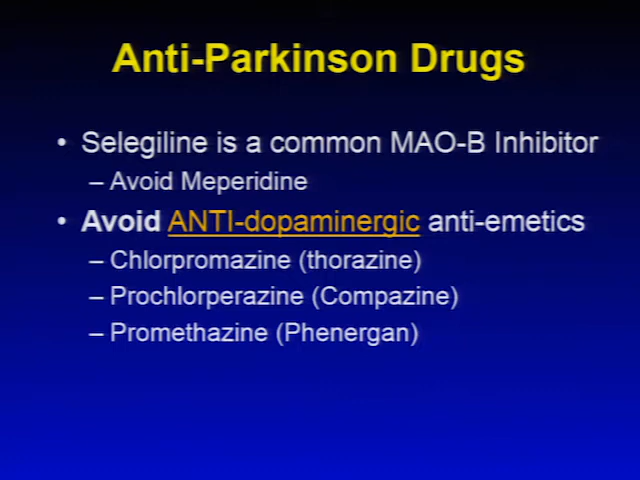 Anti-Parkinson Drugs
• Selegiline is a common MAO-B Inhibitor
– Avoid Meperidine
• Avoid ANTI-dopaminergic anti-emetics
– Chlorpromazine (thorazine)
– Prochlorperazine (Compazine)
– Promethazine (Phenergan)